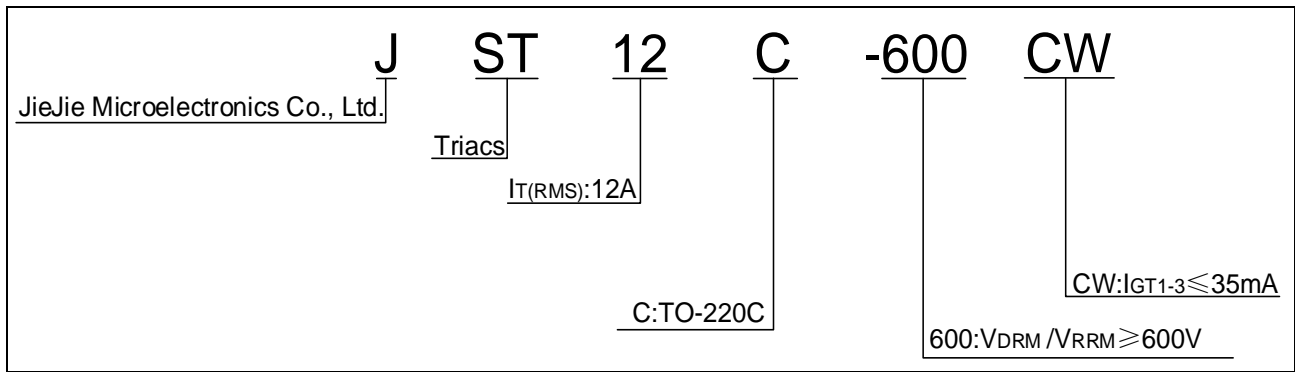 J ST 12 C -600 CW
JieJie Microelectronics Co., Ltd.
Triacs
IT(RMS):12A
CW:IGT1-3≤35mA
C:TO-220C
600:VDRM /VRRM≥600V